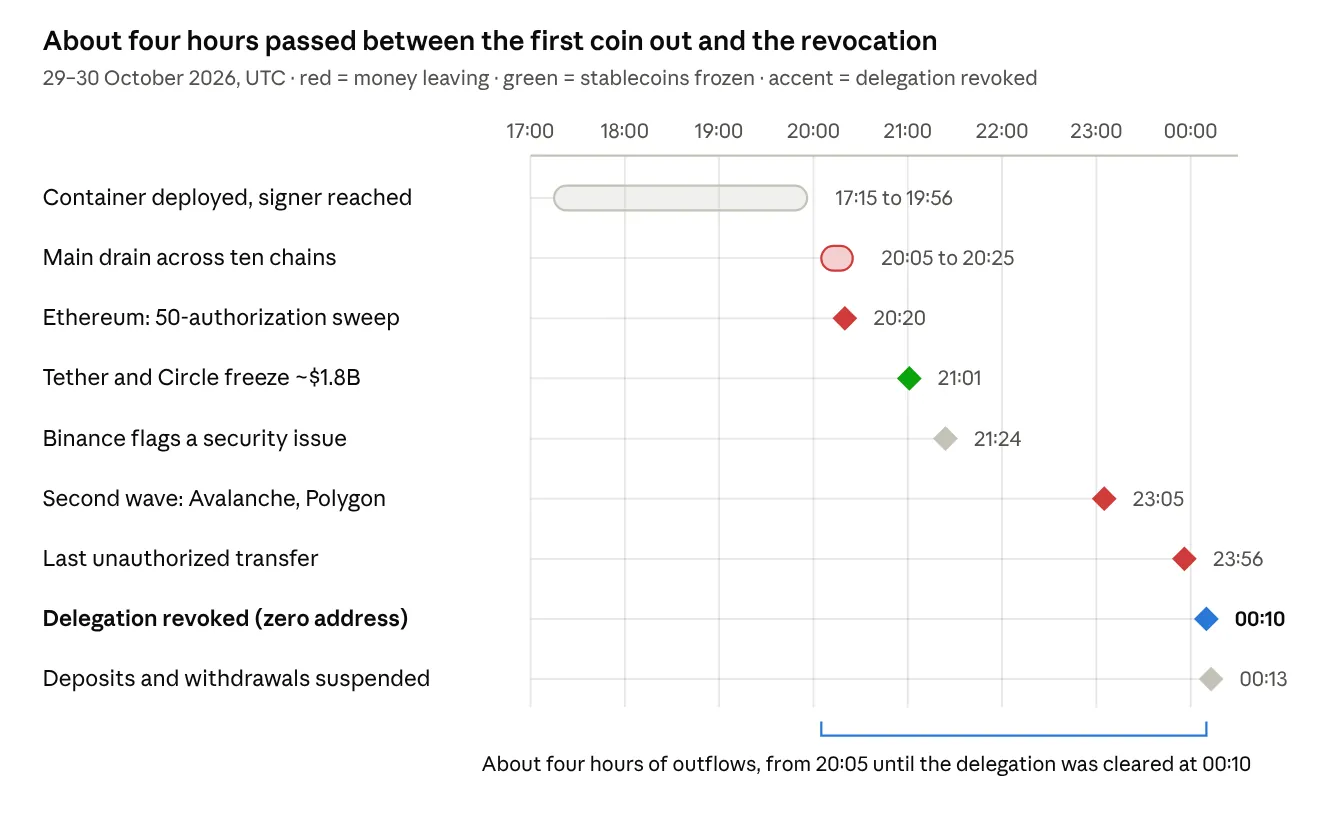 About four hours passed between the first coin out and the revocation
29–30 October 2026, UTC · red = money leaving · green = stablecoins frozen · accent = delegation revoked
17:00 18:00 19:00 20:00 21:00 22:00 23:00 00:00
Container deployed, signer reached 17:15 to 19:56
Main drain across ten chains 20:05 to 20:25
Ethereum: 50-authorization sweep 20:20
Tether and Circle freeze ~$1.8B 21:01
Binance flags a security issue 21:24
Second wave: Avalanche, Polygon 23:05
Last unauthorized transfer 23:56
Delegation revoked (zero address) 00:10
Deposits and withdrawals suspended 00:13
About four hours of outflows, from 20:05 until the delegation was cleared at 00:10